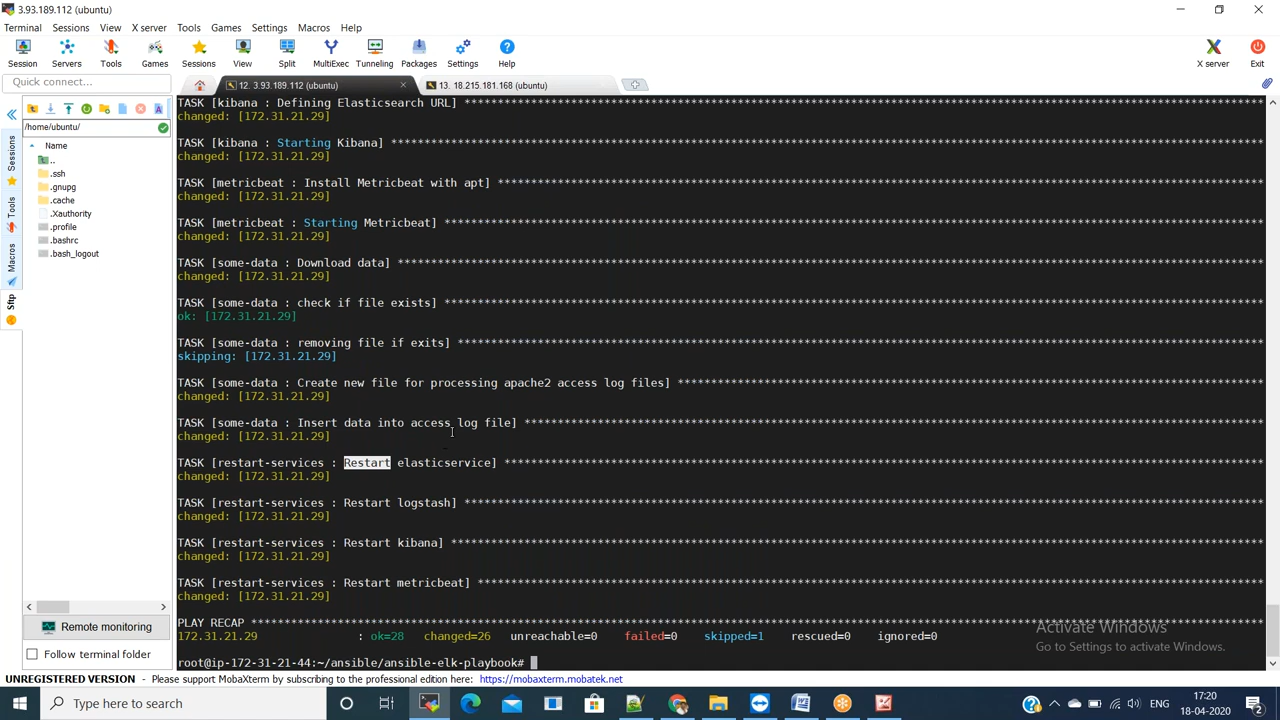 3.93.189.112 (ubuntu)
Terminal Sessions View X server Tools Games Settings Macros Help
Session Servers Tools Games Sessions View Split MultiExec Tunneling Packages Settings Help X server Exit
Quick connect...
12. 3.93.189.112 (ubuntu)
13. 18.215.181.168 (ubuntu)
/home/ubuntu/
Name
..
.ssh
.gnupg
.cache
.Xauthority
.profile
.bashrc
.bash_logout
Sessions
Tools
Macros
Sftp
Remote monitoring
Follow terminal folder
TASK [kibana : Defining Elasticsearch URL] ************************************************************************************************************************
changed: [172.31.21.29]
TASK [kibana : Starting Kibana] ***********************************************************************************************************************************
changed: [172.31.21.29]
TASK [metricbeat : Install Metricbeat with apt] *******************************************************************************************************************
changed: [172.31.21.29]
TASK [metricbeat : Starting Metricbeat] ***************************************************************************************************************************
changed: [172.31.21.29]
TASK [some-data : Download data] **********************************************************************************************************************************
changed: [172.31.21.29]
TASK [some-data : check if file exists] ***************************************************************************************************************************
ok: [172.31.21.29]
TASK [some-data : removing file if exits] *************************************************************************************************************************
skipping: [172.31.21.29]
TASK [some-data : Create new file for processing apache2 access log files] ****************************************************************************************
changed: [172.31.21.29]
TASK [some-data : Insert data into access log file] ***************************************************************************************************************
changed: [172.31.21.29]
TASK [restart-services : Restart elasticservice] ******************************************************************************************************************
changed: [172.31.21.29]
TASK [restart-services : Restart logstash] ************************************************************************************************************************
changed: [172.31.21.29]
TASK [restart-services : Restart kibana] **************************************************************************************************************************
changed: [172.31.21.29]
TASK [restart-services : Restart metricbeat] **********************************************************************************************************************
changed: [172.31.21.29]
PLAY RECAP ********************************************************************************************************************************************************
172.31.21.29 : ok=28 changed=26 unreachable=0 failed=0 skipped=1 rescued=0 ignored=0
root@ip-172-31-21-44:~/ansible/ansible-elk-playbook#
Activate Windows
Go to Settings to activate Windows.
UNREGISTERED VERSION - Please support MobaXterm by subscribing to the professional edition here: https://mobaxterm.mobatek.net
Type here to search
ENG
17:20
18-04-2020
2